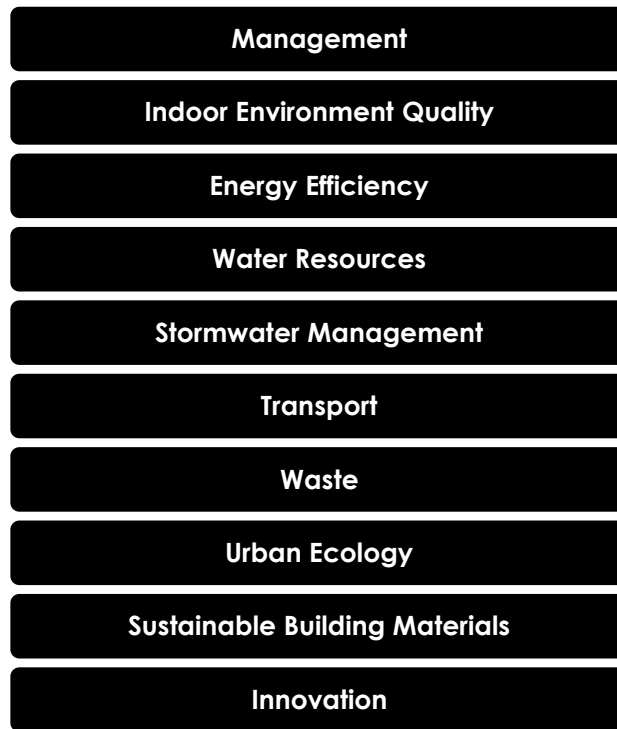 Management
Indoor Environment Quality
Energy Efficiency
Water Resources
Stormwater Management
Transport
Waste
Urban Ecology
Sustainable Building Materials
Innovation